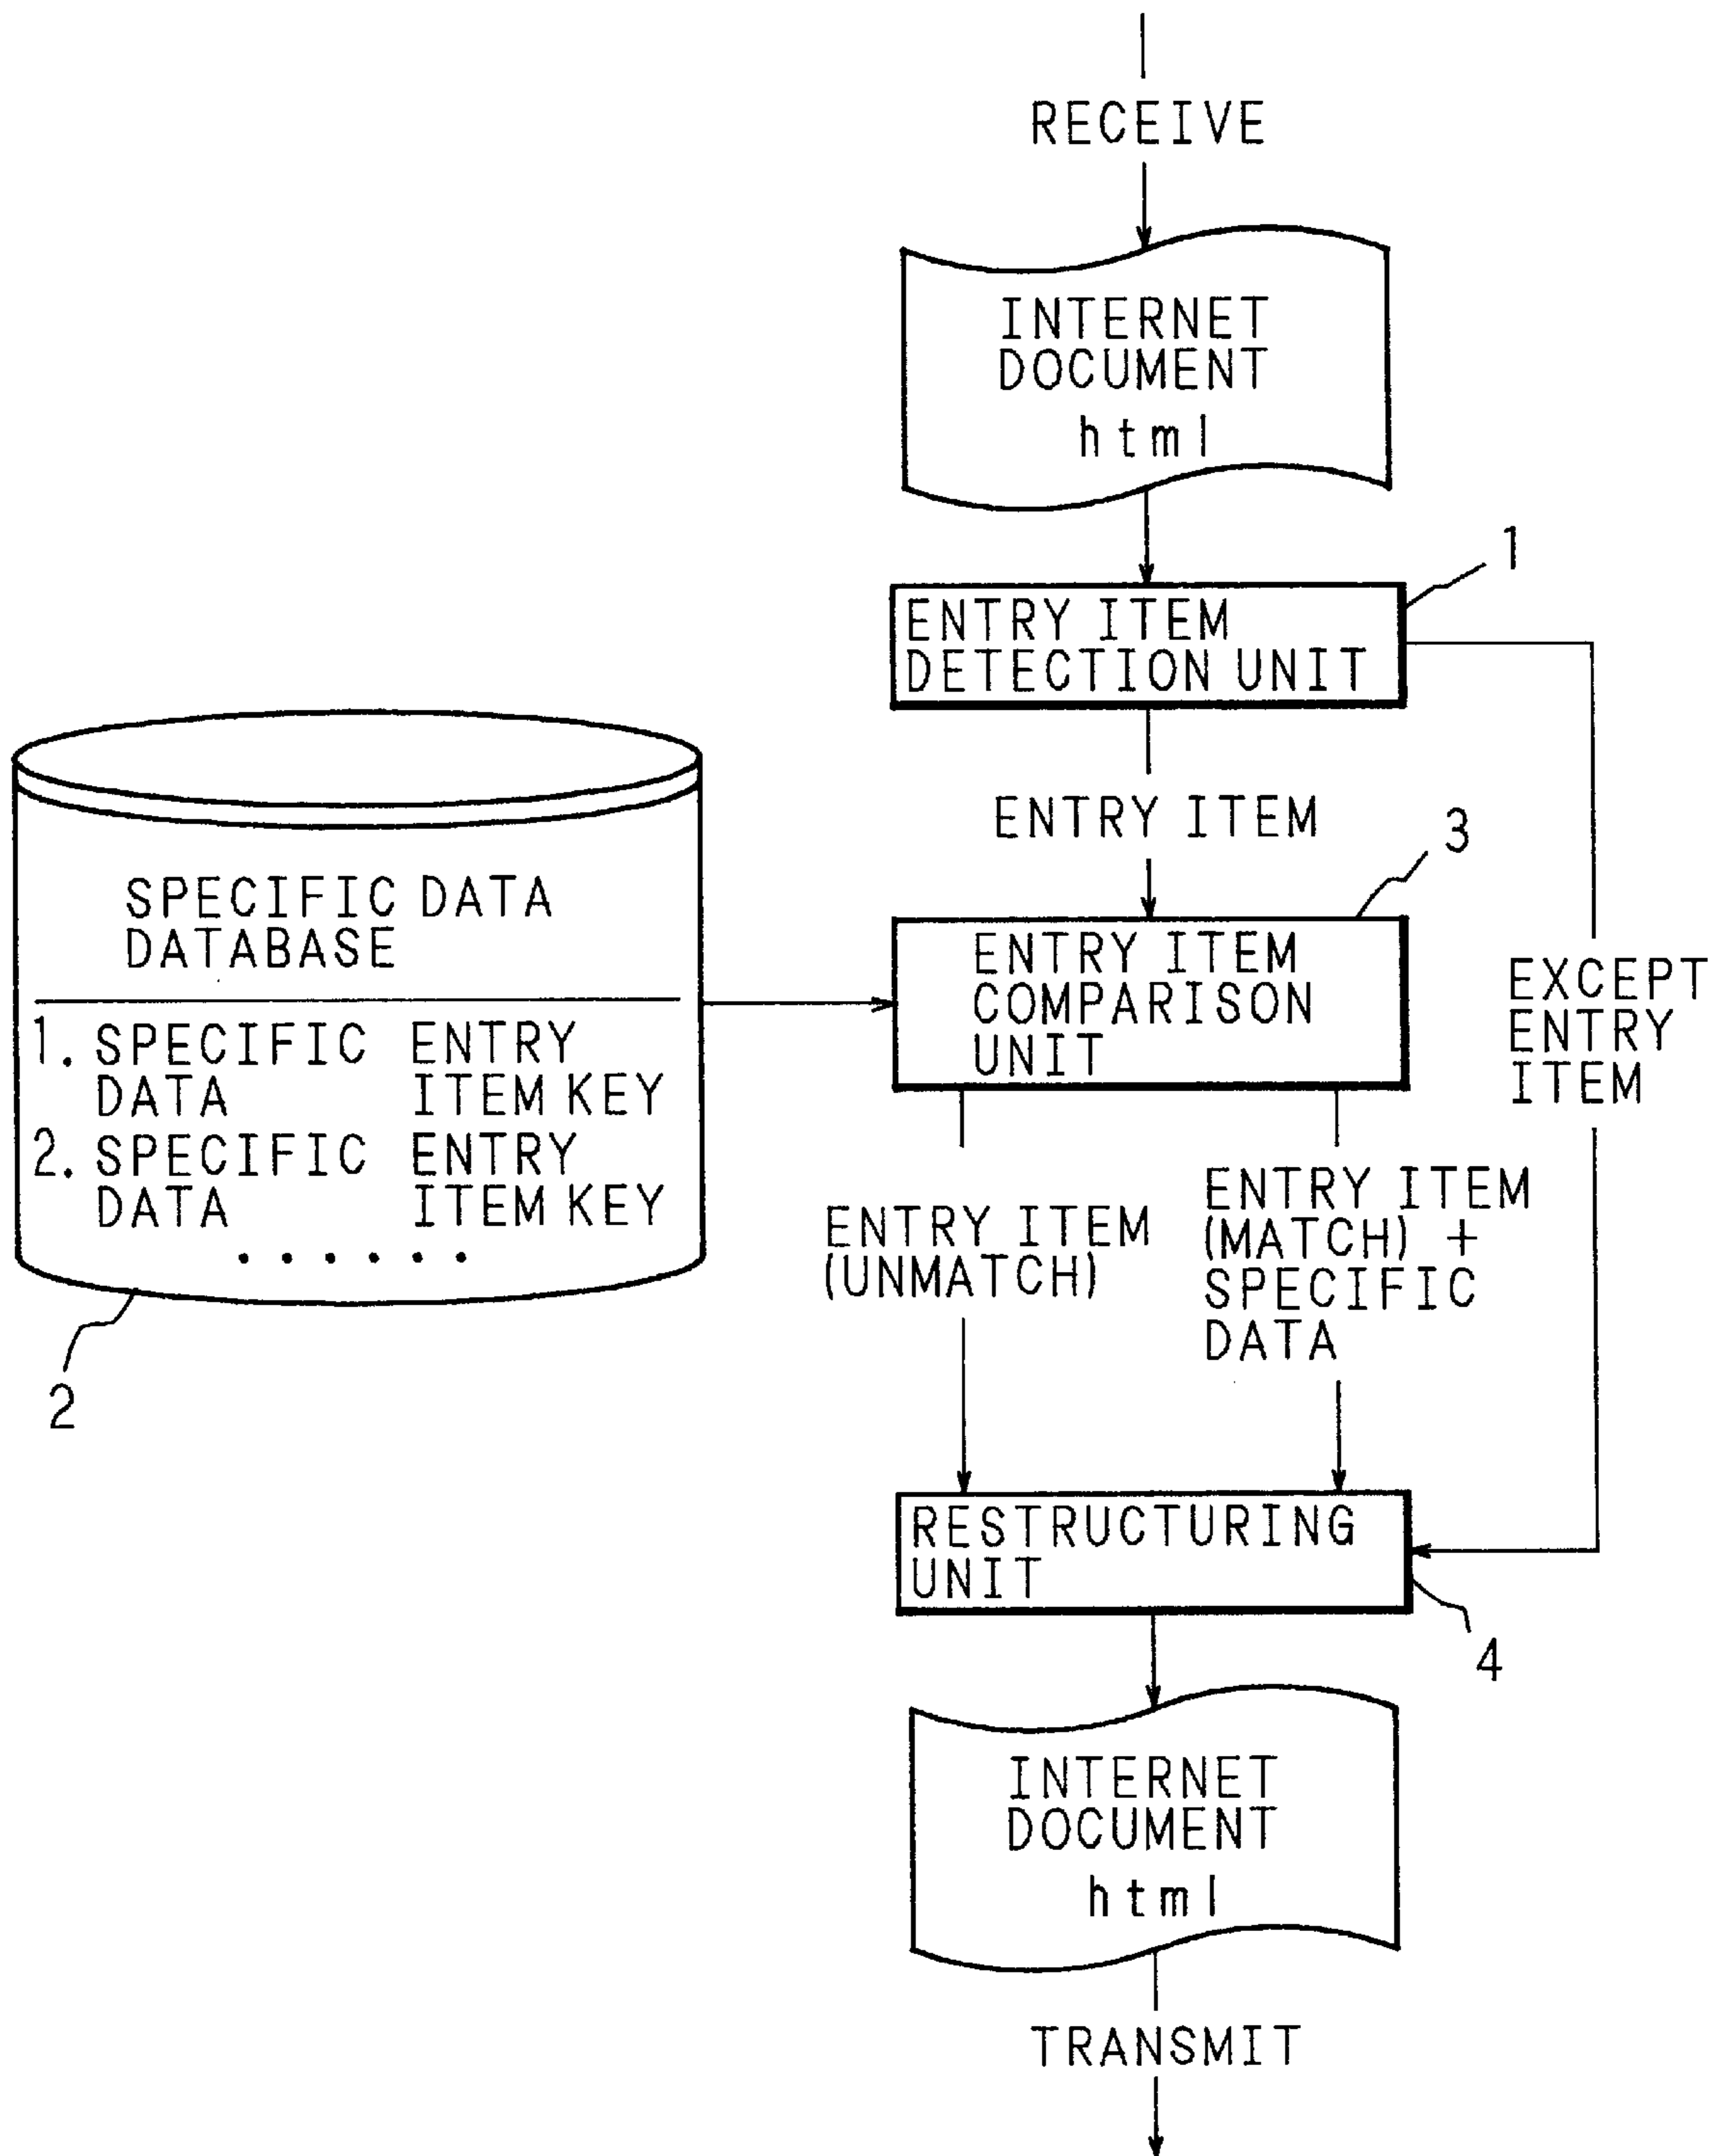 RECEIVE
INTERNET
DOCUMENT
html
1
ENTRY ITEM
DETECTION UNIT
ENTRY ITEM
3
SPECIFIC DATA
DATABASE
1. SPECIFIC ENTRY
DATA ITEM KEY
2. SPECIFIC ENTRY
DATA ITEM KEY
......
2
ENTRY ITEM
COMPARISON
UNIT
EXCEPT
ENTRY
ITEM
ENTRY ITEM
(UNMATCH)
ENTRY ITEM
(MATCH) +
SPECIFIC
DATA
RESTRUCTURING
UNIT
4
INTERNET
DOCUMENT
html
TRANSMIT